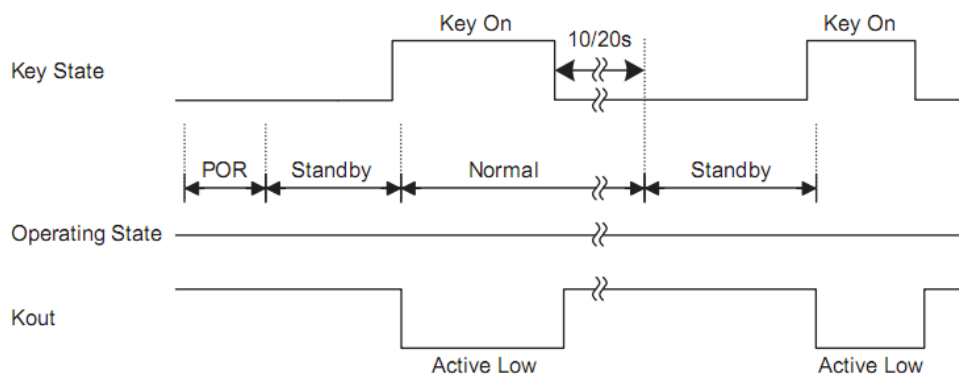 Key On
10/20s
Key On
Key State
POR
Standby
Normal
Standby
Operating State
Kout
Active Low
Active Low